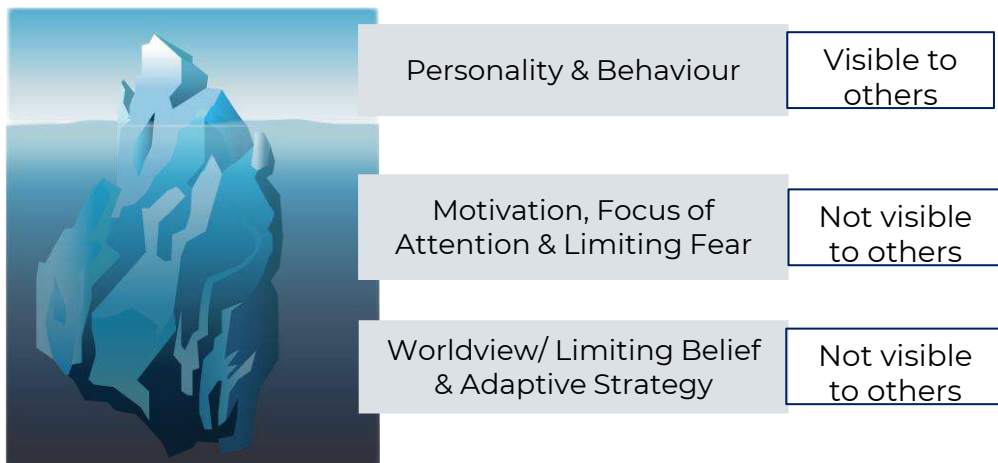 Personality & Behaviour
Visible to
others
Motivation, Focus of
Attention & Limiting Fear
Not visible
to others
Worldview/ Limiting Belief
& Adaptive Strategy
Not visible
to others